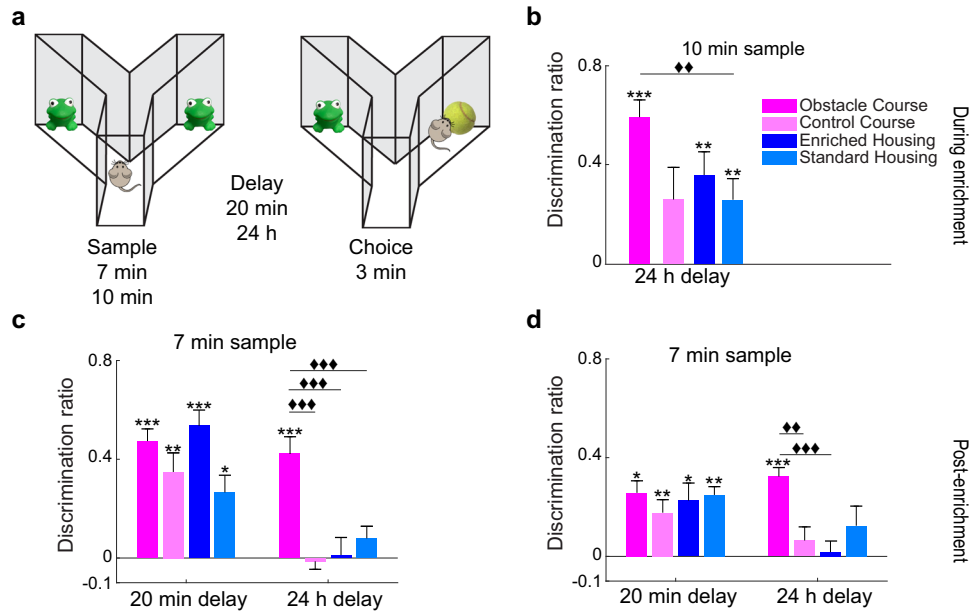 a
Sample
7 min
10 min
Delay
20 min
24 h
Choice
3 min
b
10 min sample
Discrimination ratio
0.8
0.4
0
♦♦
***
**
**
Obstacle Course
Control Course
Enriched Housing
Standard Housing
24 h delay
During enrichment
c
7 min sample
Discrimination ratio
0.8
0.4
0
-0.1
***
**
***
*
♦♦♦
♦♦♦
♦♦♦
***
20 min delay
24 h delay
d
7 min sample
Discrimination ratio
0.8
0.4
0
-0.1
*
**
*
**
♦♦
♦♦♦
***
20 min delay
24 h delay
Post-enrichment